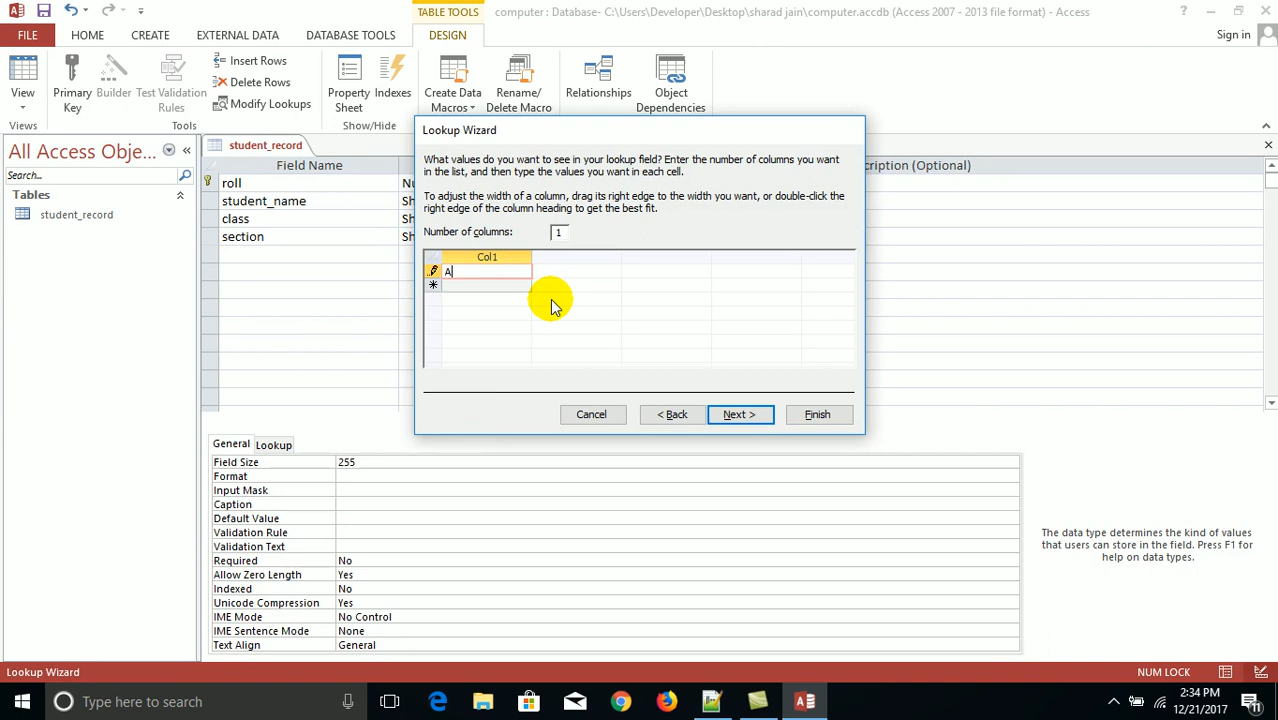 TABLE TOOLS
computer : Database- C:\Users\Developer\Desktop\sharad jain\computer.accdb (Access 2007 - 2013 file format) - Access
?
FILE HOME CREATE EXTERNAL DATA DATABASE TOOLS DESIGN Sign in
View
Primary Key
Builder
Test Validation Rules
Insert Rows
Delete Rows
Modify Lookups
Property Sheet
Indexes
Create Data Macros
Rename/ Delete Macro
Relationships
Object Dependencies
Views
Tools
Show/Hide
All Access Obje...
Search...
Tables
student_record
student_record
Field Name
cription (Optional)
roll Nu
student_name Sh
class Sh
section Sh
Lookup Wizard
What values do you want to see in your lookup field? Enter the number of columns you want
in the list, and then type the values you want in each cell.
To adjust the width of a column, drag its right edge to the width you want, or double-click the
right edge of the column heading to get the best fit.
Number of columns: 1
Col1
A
Cancel < Back Next > Finish
General Lookup
Field Size 255
Format
Input Mask
Caption
Default Value
Validation Rule
Validation Text
Required No
Allow Zero Length Yes
Indexed No
Unicode Compression Yes
IME Mode No Control
IME Sentence Mode None
Text Align General
The data type determines the kind of values
that users can store in the field. Press F1 for
help on data types.
Lookup Wizard
NUM LOCK
Type here to search
2:34 PM
12/21/2017
11